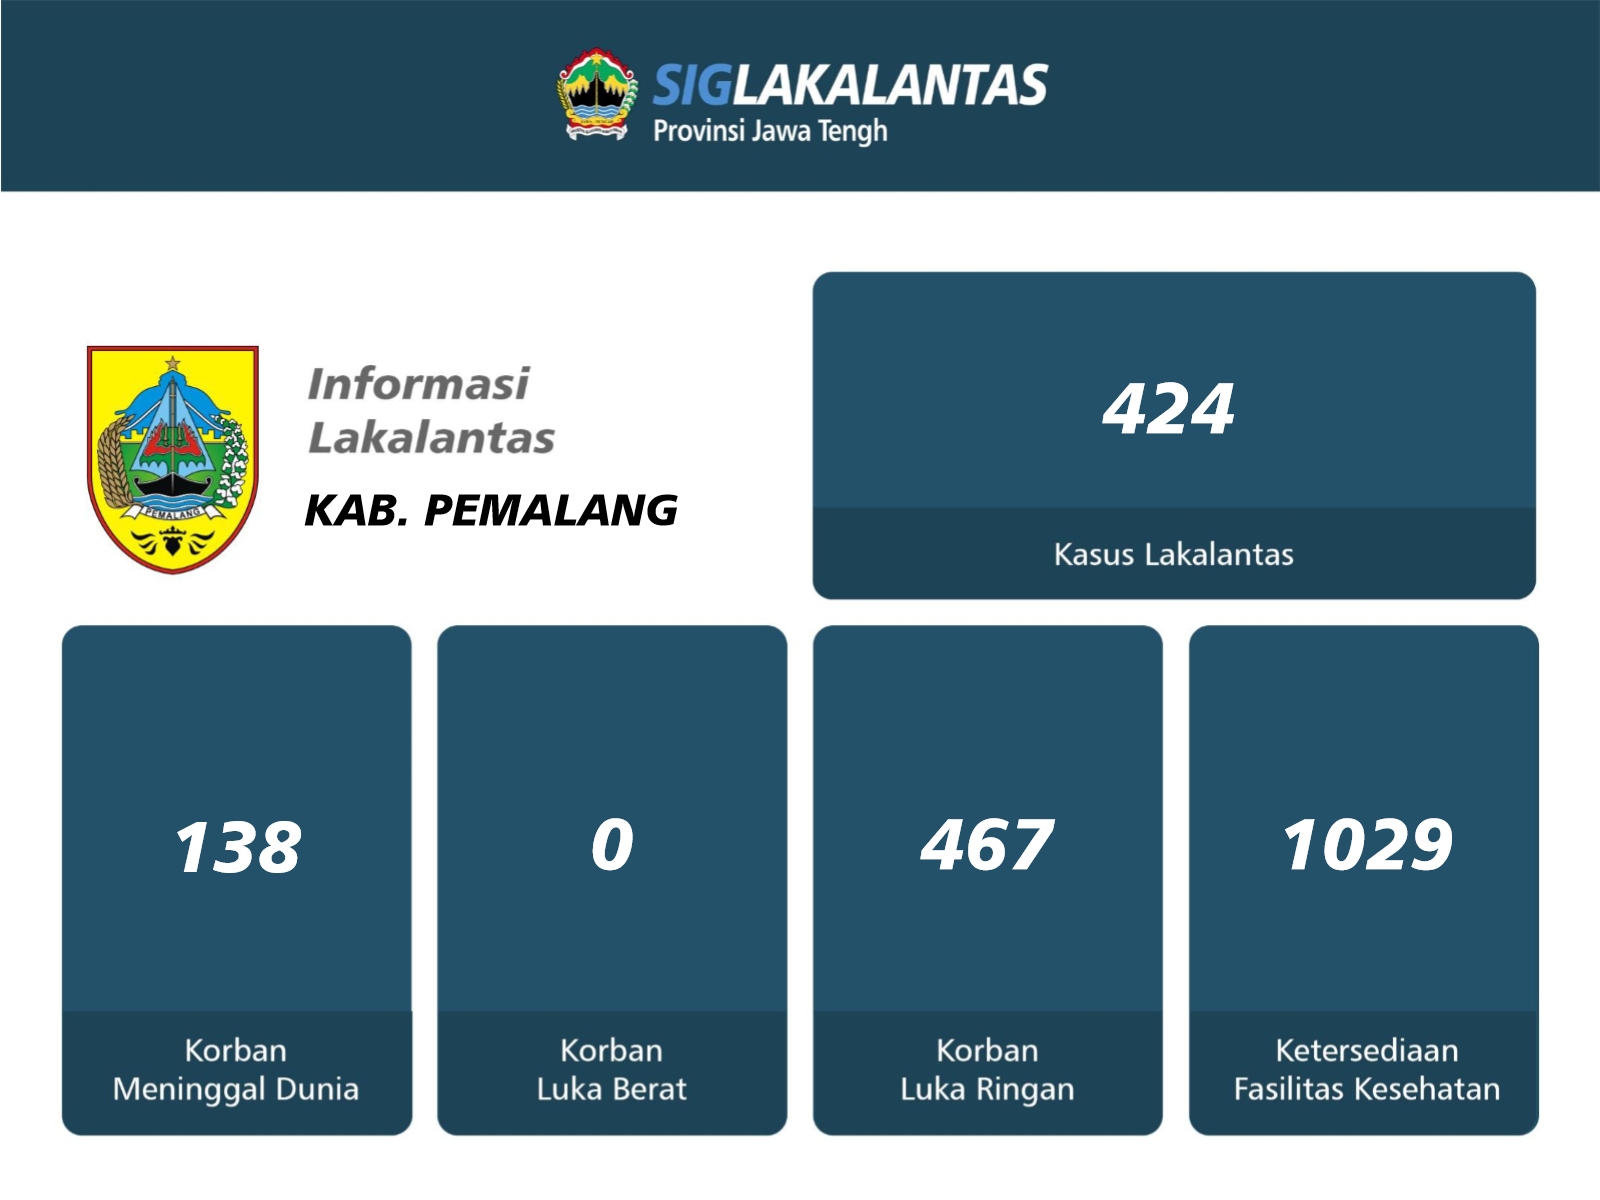 SIGLAKALANTAS
Provinsi Jawa Tengh
Informasi
Lakalantas
KAB. PEMALANG
PEMALANG
424
Kasus Lakalantas
138
Korban
Meninggal Dunia
0
Korban
Luka Berat
467
Korban
Luka Ringan
1029
Ketersediaan
Fasilitas Kesehatan